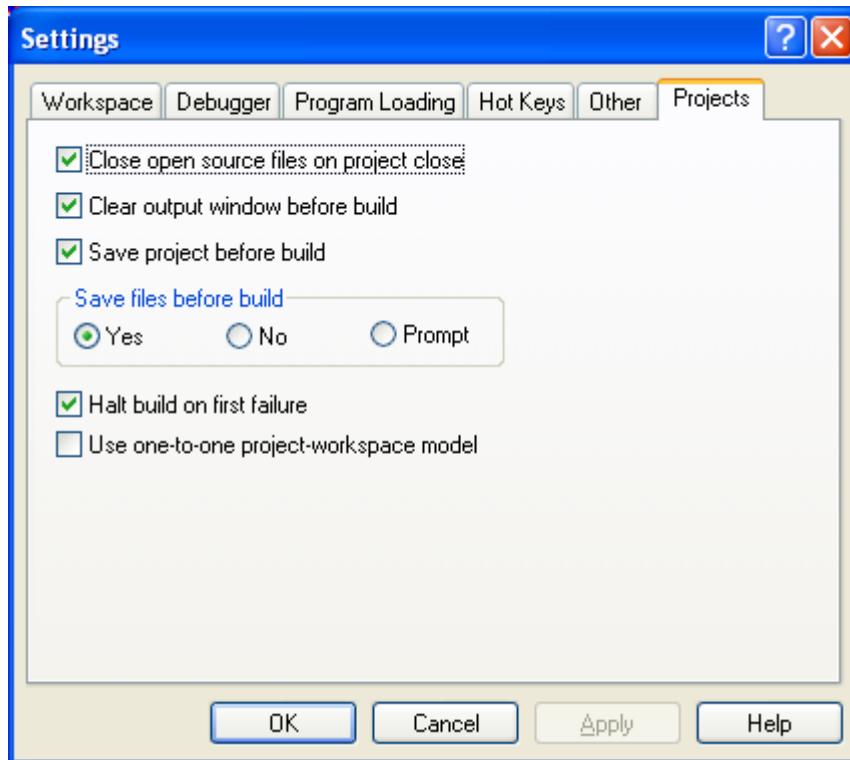 Settings
Workspace Debugger Program Loading Hot Keys Other Projects
Close open source files on project close
Clear output window before build
Save project before build
Save files before build
Yes No Prompt
Halt build on first failure
Use one-to-one project-workspace model
OK Cancel Apply Help